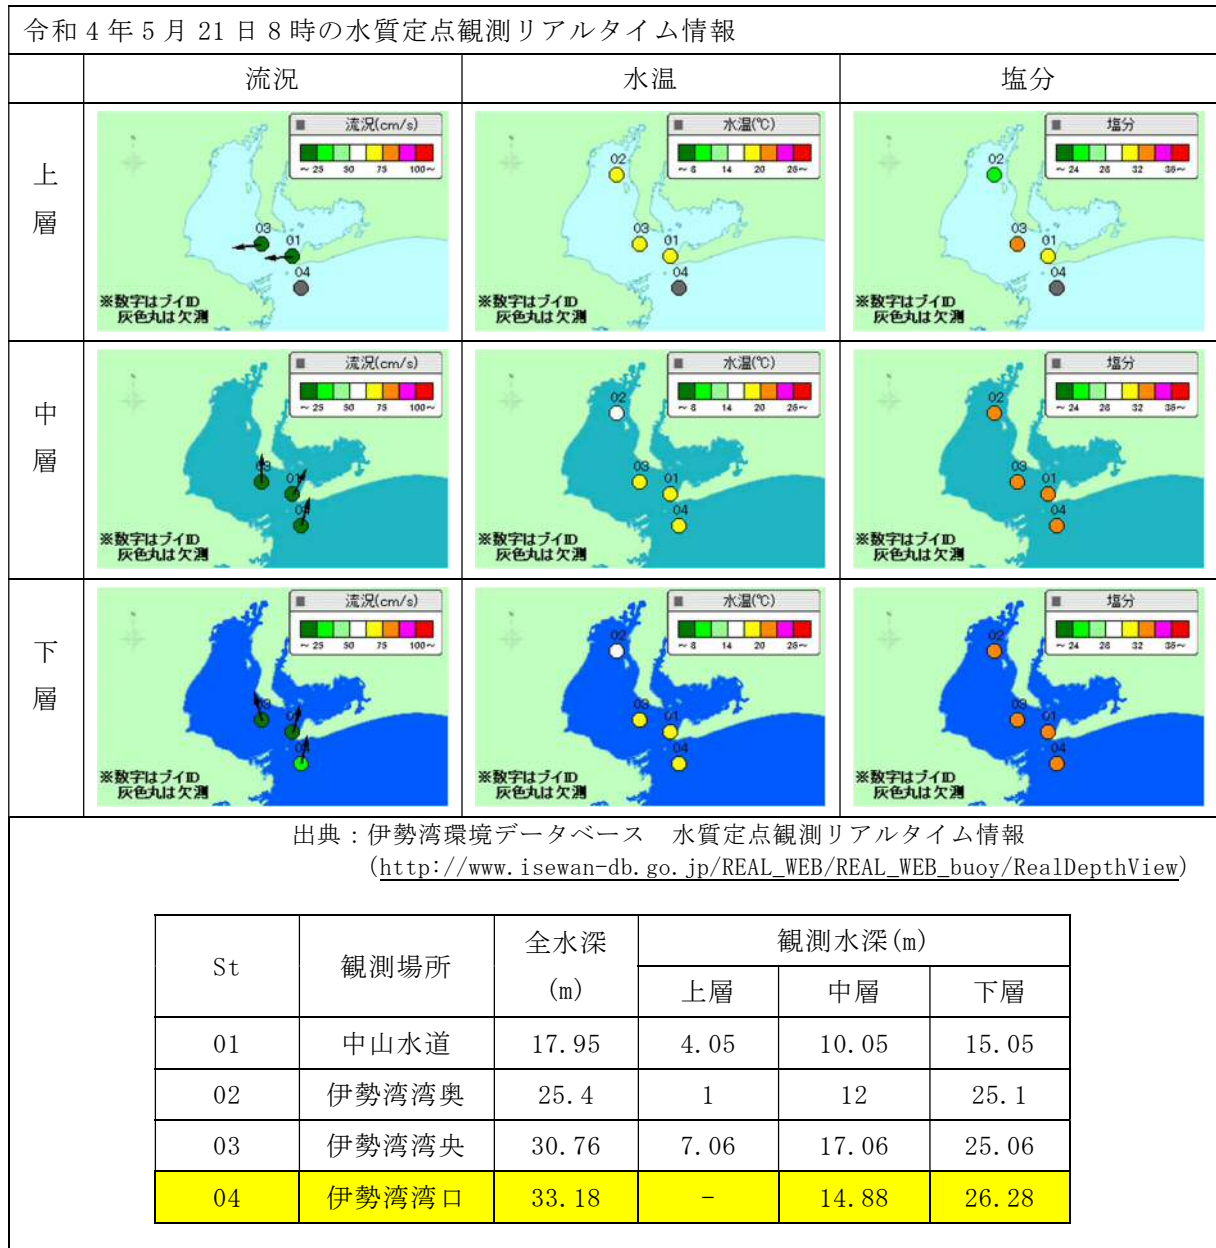 令和4年5月21日8時の水質定点観測リアルタイム情報
流況 水温 塩分
上層
流況(cm/s)
~25 50 75 100~
03
01
04
※数字はブイID
灰色丸は欠測
水温(℃)
~8 14 20 26~
02
03
01
04
※数字はブイID
灰色丸は欠測
塩分
~24 28 32 36~
02
03
01
04
※数字はブイID
灰色丸は欠測
中層
流況(cm/s)
~25 50 75 100~
03
01
04
※数字はブイID
灰色丸は欠測
水温(℃)
~8 14 20 26~
02
03
01
04
※数字はブイID
灰色丸は欠測
塩分
~24 28 32 36~
02
03
01
04
※数字はブイID
灰色丸は欠測
下層
流況(cm/s)
~25 50 75 100~
03
01
04
※数字はブイID
灰色丸は欠測
水温(℃)
~8 14 20 26~
02
03
01
04
※数字はブイID
灰色丸は欠測
塩分
~24 28 32 36~
02
03
01
04
※数字はブイID
灰色丸は欠測
出典：伊勢湾環境データベース　水質定点観測リアルタイム情報
(http://www.isewan-db.go.jp/REAL_WEB/REAL_WEB_buoy/RealDepthView)
St 観測場所 全水深(m) 観測水深(m)
上層 中層 下層
01 中山水道 17.95 4.05 10.05 15.05
02 伊勢湾湾奥 25.4 1 12 25.1
03 伊勢湾湾央 30.76 7.06 17.06 25.06
04 伊勢湾湾口 33.18 － 14.88 26.28